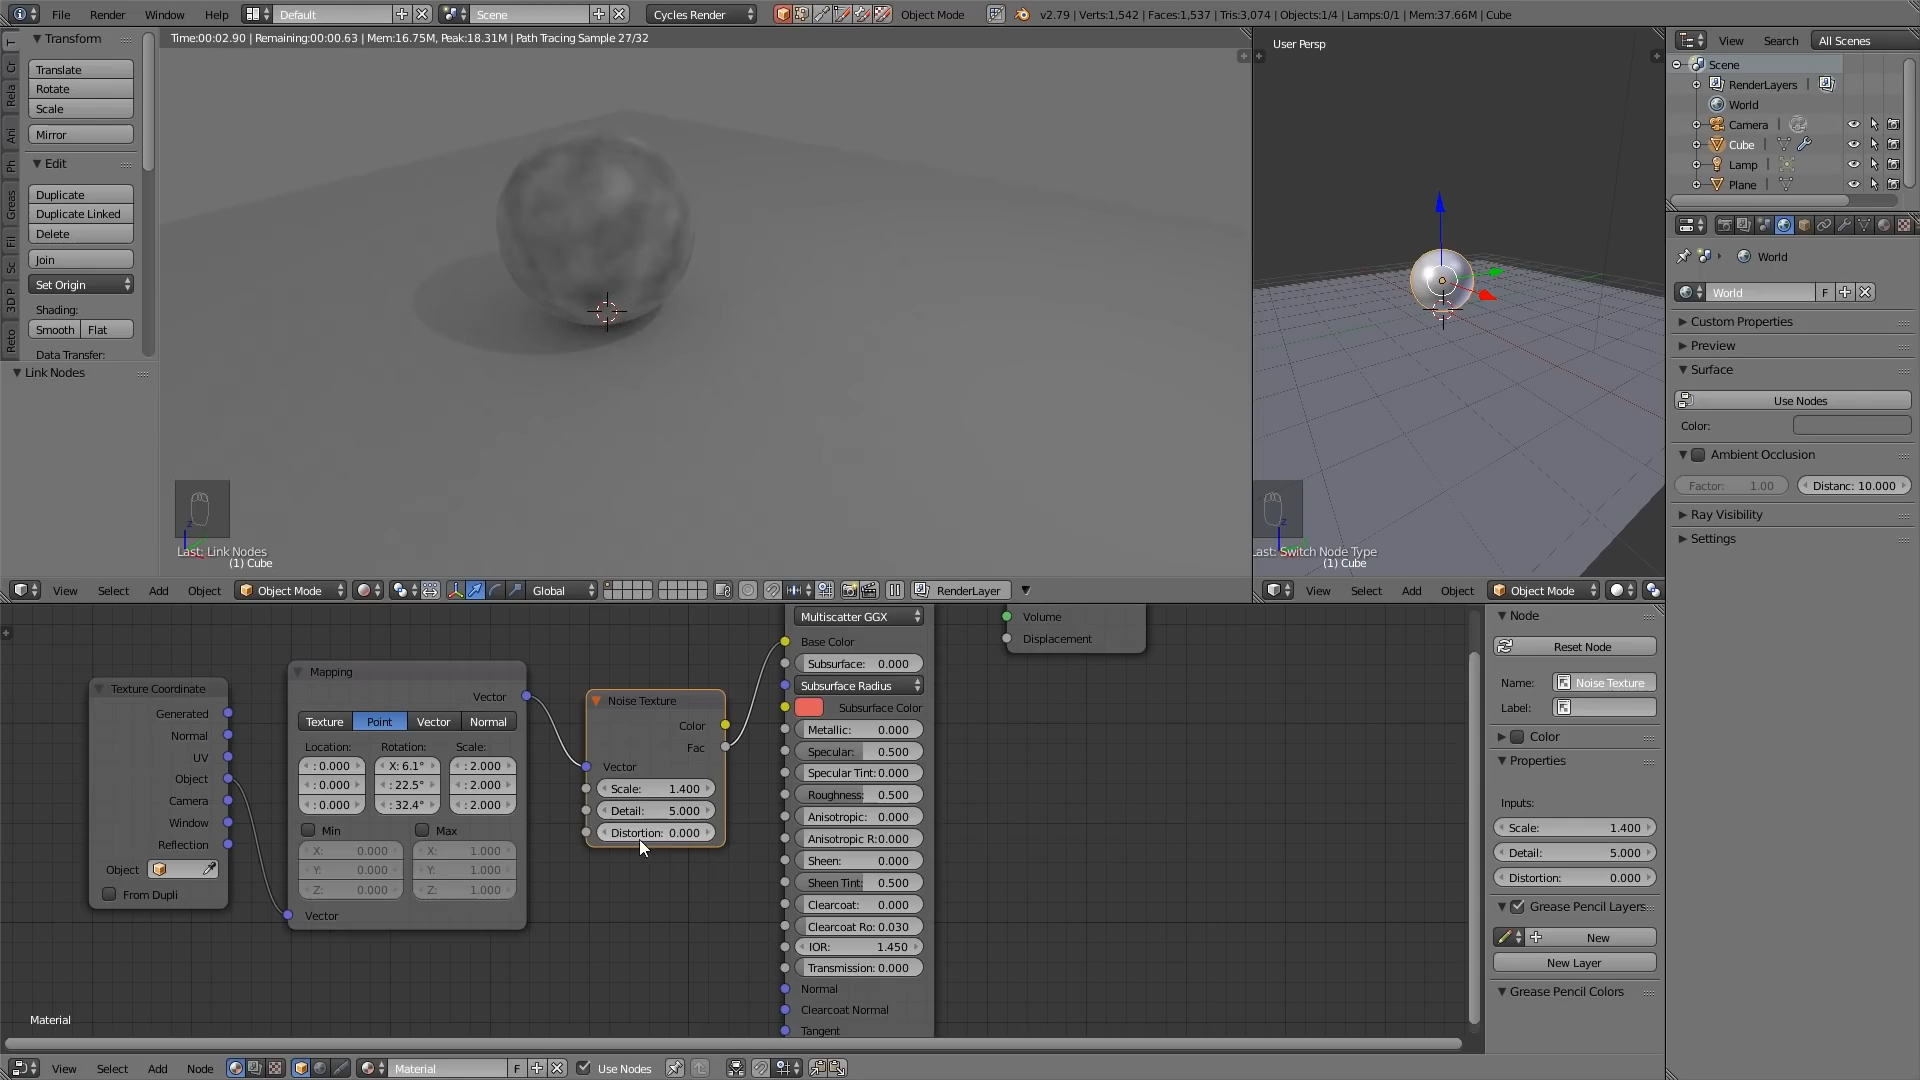 File Render Window Help Default Scene Cycles Render Object Mode v2.79 | Verts:1,542 | Faces:1,537 | Tris:3,074 | Objects:1/4 | Lamps:0/1 | Mem:37.66M | Cube
Time:00:02.90 | Remaining:00:00.63 | Mem:16.75M, Peak:18.31M | Path Tracing Sample 27/32
T
Cr
Rela
Ani
Ph
Greas
Fil
Sc
3D P
Reto
Transform
Translate
Rotate
Scale
Mirror
Edit
Duplicate
Duplicate Linked
Delete
Join
Set Origin
Shading:
Smooth Flat
Data Transfer:
Link Nodes
Last: Link Nodes
(1) Cube
z
User Persp
Last: Switch Node Type
(1) Cube
z
View Select Add Object Object Mode Global RenderLayer
View Select Add Object Object Mode
View Search All Scenes
Scene
RenderLayers |
World
Camera |
Cube |
Lamp |
Plane |
World
World F
Custom Properties
Preview
Surface
Use Nodes
Color:
Ambient Occlusion
Factor: 1.00 Distanc: 10.000
Ray Visibility
Settings
Texture Coordinate
Generated
Normal
UV
Object
Camera
Window
Reflection
Object
From Dupli
Mapping
Vector
Texture Point Vector Normal
Location: Rotation: Scale:
: 0.000 X: 6.1° : 2.000
: 0.000 : 22.5° : 2.000
: 0.000 : 32.4° : 2.000
Min Max
X: 0.000 X: 1.000
Y: 0.000 Y: 1.000
Z: 0.000 Z: 1.000
Vector
Noise Texture
Color
Fac
Vector
Scale: 1.400
Detail: 5.000
Distortion: 0.000
Multiscatter GGX
Base Color
Subsurface: 0.000
Subsurface Radius
Subsurface Color
Metallic: 0.000
Specular: 0.500
Specular Tint: 0.000
Roughness: 0.500
Anisotropic: 0.000
Anisotropic R: 0.000
Sheen: 0.000
Sheen Tint: 0.500
Clearcoat: 0.000
Clearcoat Ro: 0.030
IOR: 1.450
Transmission: 0.000
Normal
Clearcoat Normal
Tangent
Volume
Displacement
Node
Reset Node
Name: Noise Texture
Label:
Color
Properties
Inputs:
Scale: 1.400
Detail: 5.000
Distortion: 0.000
Grease Pencil Layers
New
New Layer
Grease Pencil Colors
Material
View Select Add Node Material F Use Nodes